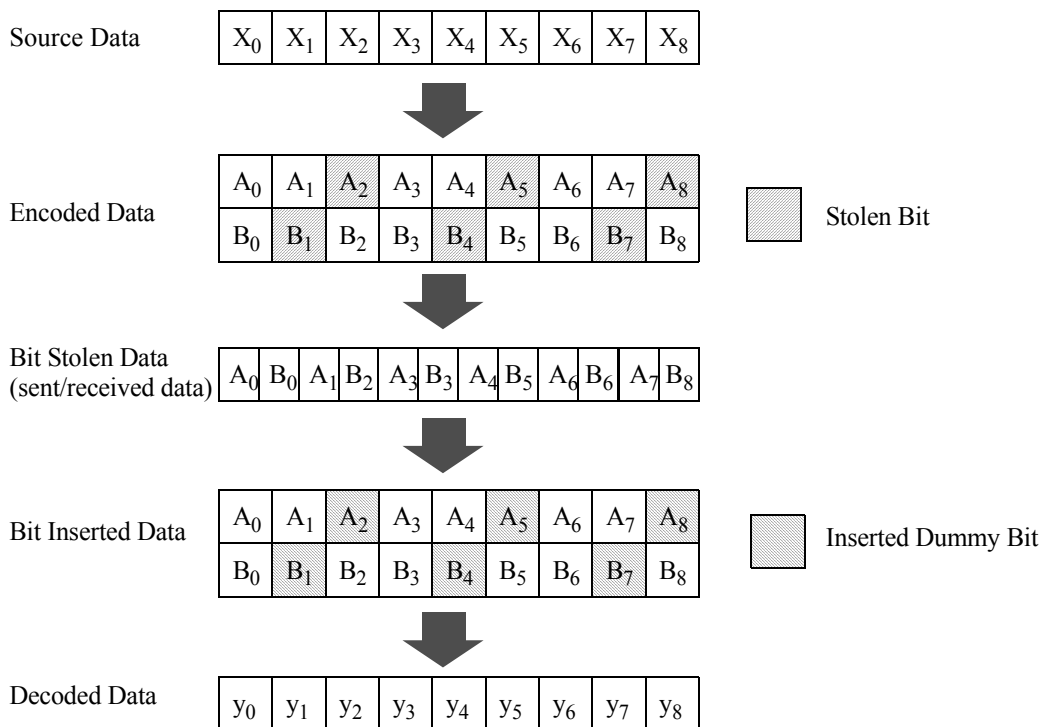 Source Data X₀ X₁ X₂ X₃ X₄ X₅ X₆ X₇ X₈
A₀ A₁ A₂ A₃ A₄ A₅ A₆ A₇ A₈
Encoded Data
Stolen Bit
B₀ B₁ B₂ B₃ B₄ B₅ B₆ B₇ B₈
Bit Stolen Data
(sent/received data)
A₀ B₀ A₁ B₂ A₃ B₃ A₄ B₅ A₆ B₆ A₇ B₈
A₀ A₁ A₂ A₃ A₄ A₅ A₆ A₇ A₈
Bit Inserted Data
Inserted Dummy Bit
B₀ B₁ B₂ B₃ B₄ B₅ B₆ B₇ B₈
Decoded Data y₀ y₁ y₂ y₃ y₄ y₅ y₆ y₇ y₈